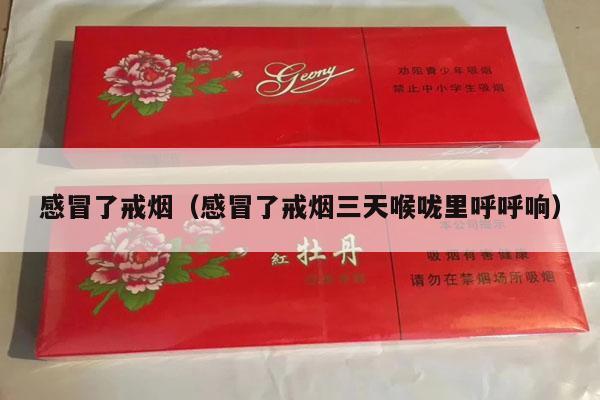 Geony
劝阻青少年吸烟
禁止中小学生吸烟
感冒了戒烟（感冒了戒烟三天喉咙里呼呼响）
本公司提示
紅 牡丹
吸烟有害健康
请勿在禁烟场所吸烟